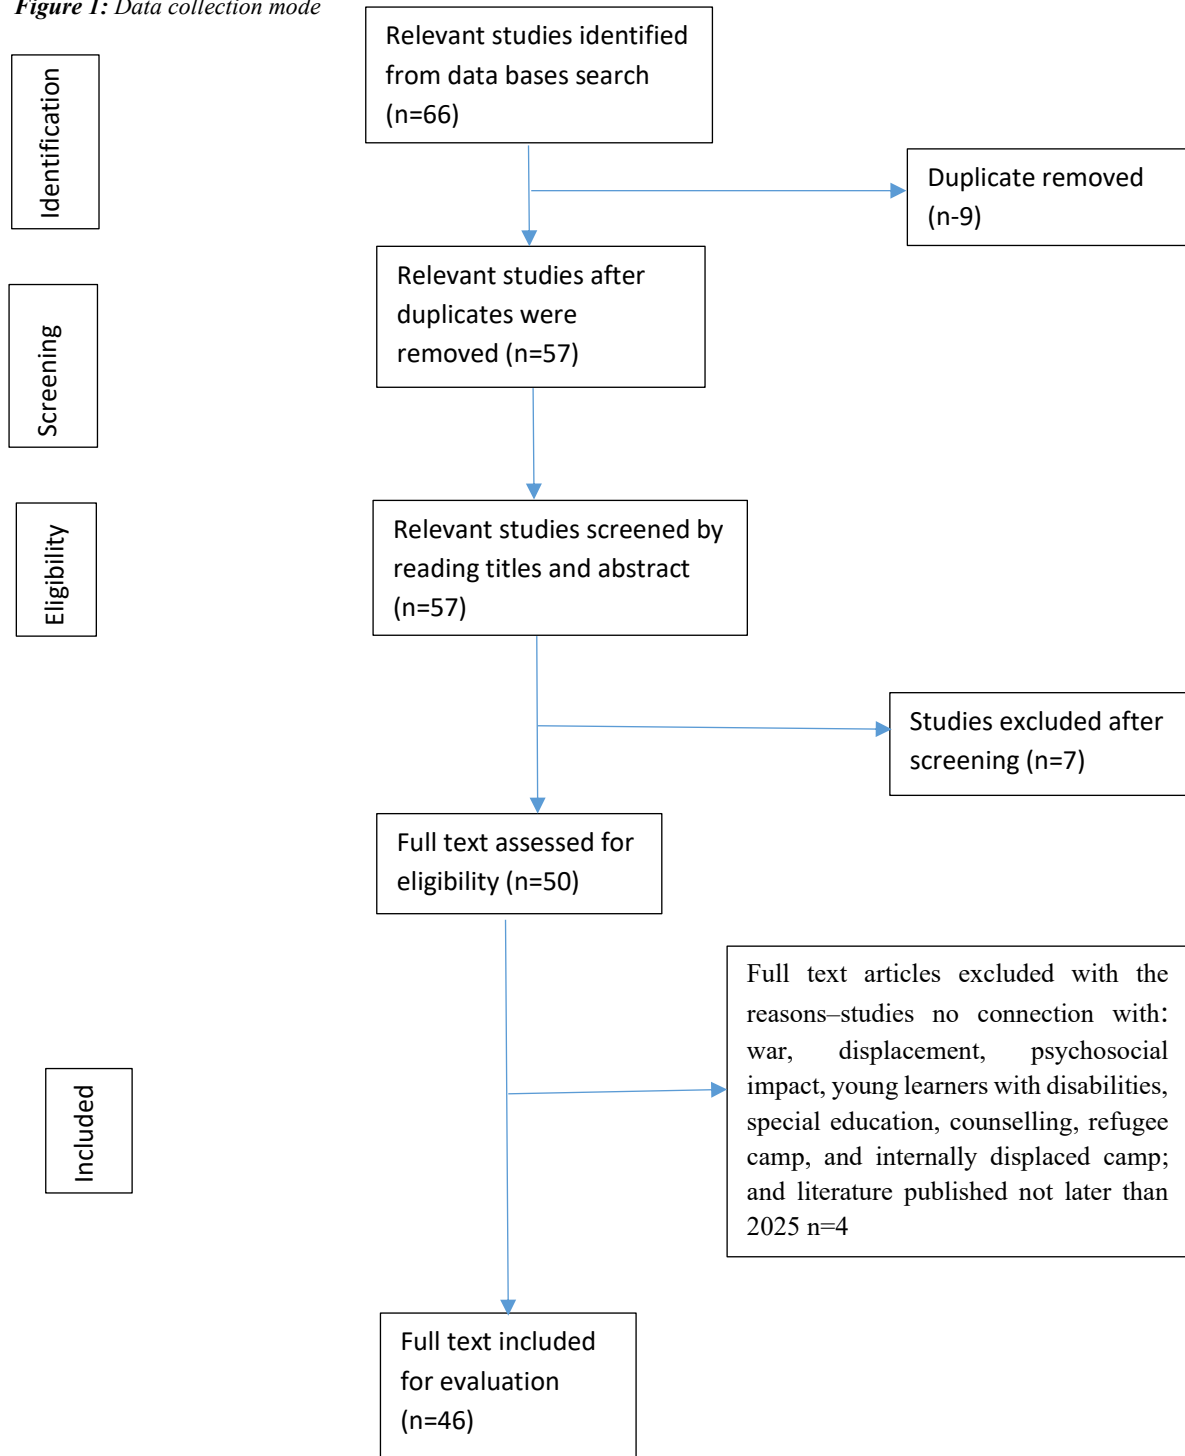 Figure 1: Data collection mode
Relevant studies identified
from data bases search
(n=66)
Identification
Duplicate removed
(n-9)
Relevant studies after
duplicates were
removed (n=57)
Screening
Relevant studies screened by
reading titles and abstract
(n=57)
Eligibility
Studies excluded after
screening (n=7)
Full text assessed for
eligibility (n=50)
Full text articles excluded with the
reasons–studies no connection with:
war, displacement, psychosocial
impact, young learners with disabilities,
special education, counselling, refugee
camp, and internally displaced camp;
and literature published not later than
2025 n=4
Included
Full text included
for evaluation
(n=46)